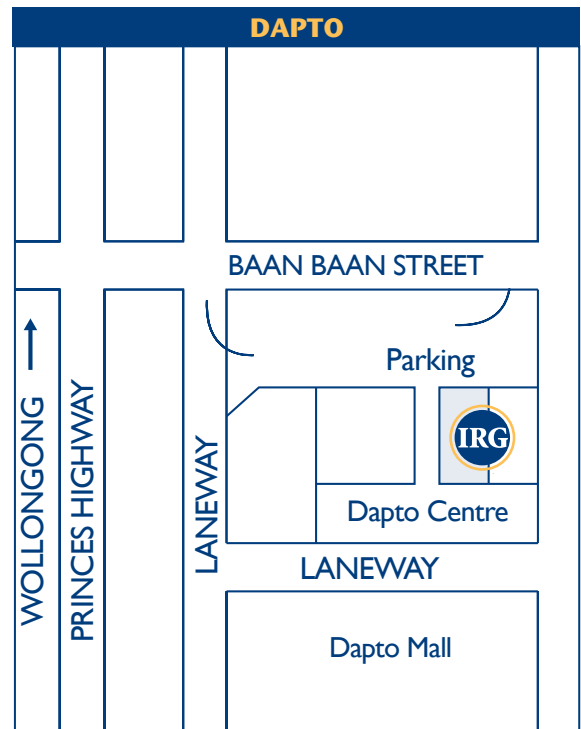 DAPTO
BAAN BAAN STREET
Parking
IRG
WOLLONGONG
PRINCES HIGHWAY
LANEWAY
Dapto Centre
LANEWAY
Dapto Mall